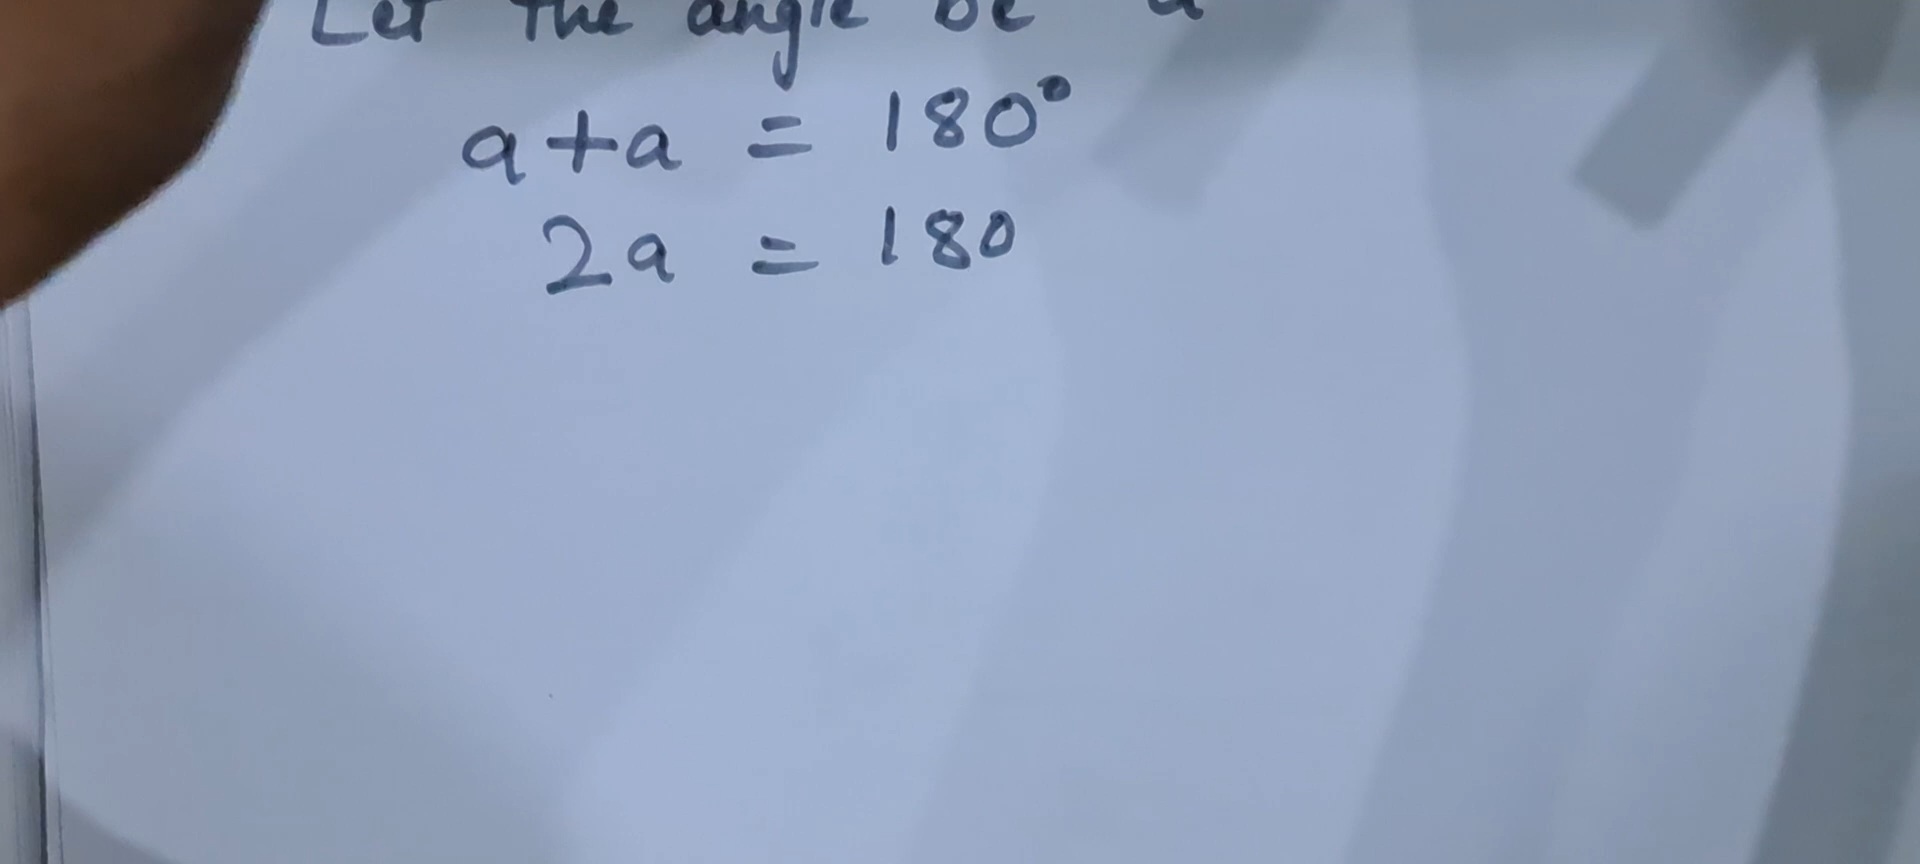 Let the angle be a
a + a = 180°
2a = 180